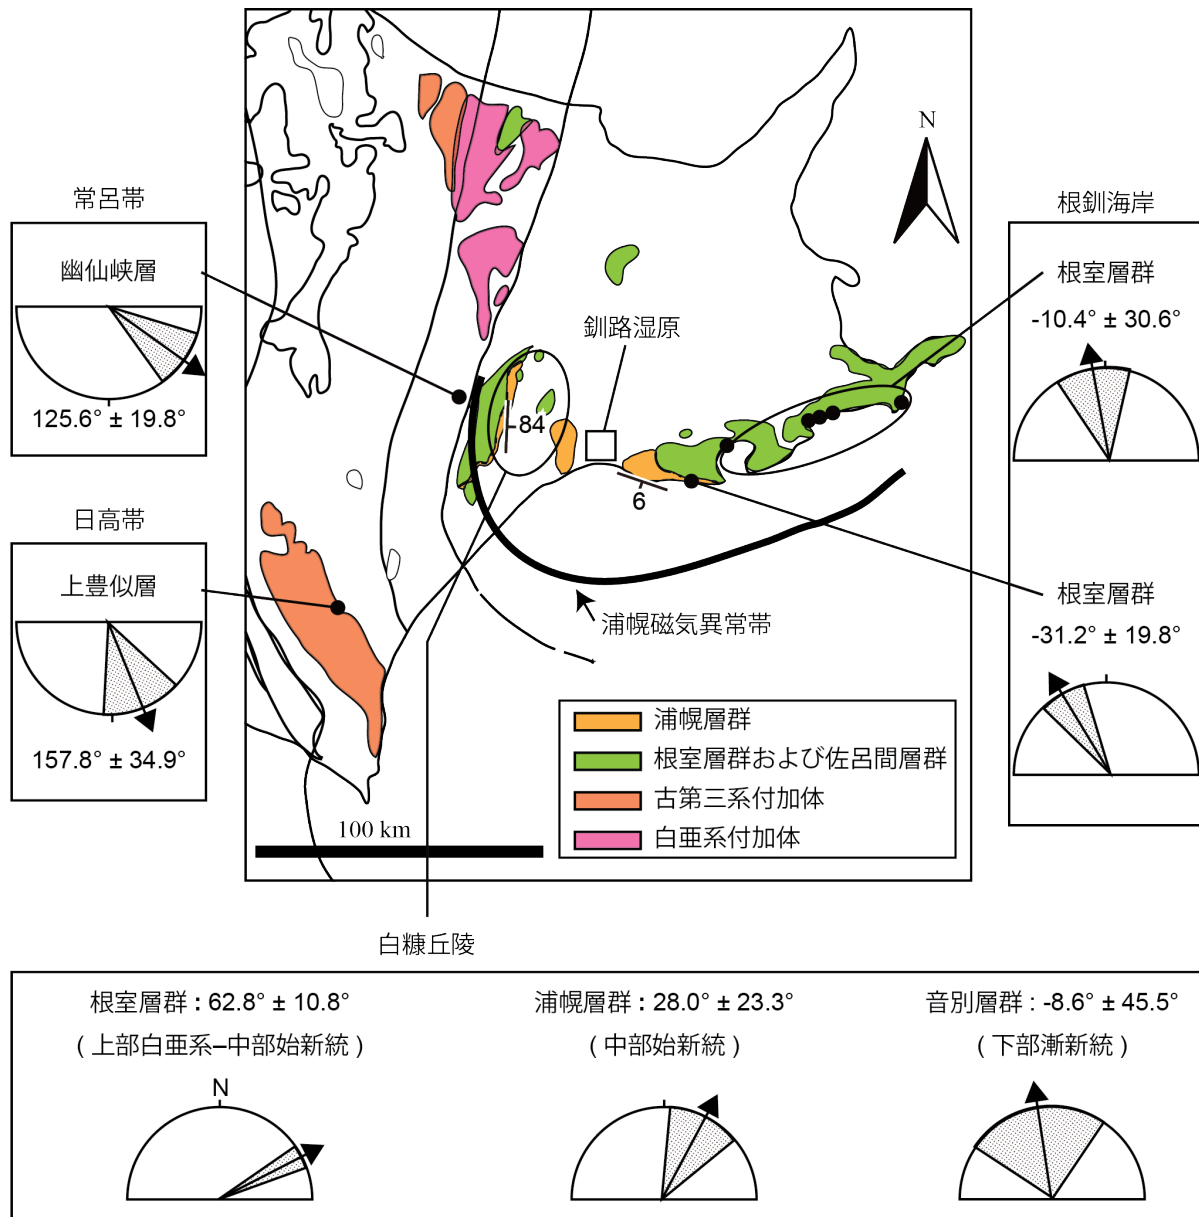 常呂帯
幽仙峡層
125.6° ± 19.8°
日高帯
上豊似層
157.8° ± 34.9°
N
釧路湿原
84
6
浦幌磁気異常帯
浦幌層群
根室層群および佐呂間層群
古第三系付加体
白亜系付加体
100 km
根釧海岸
根室層群
-10.4° ± 30.6°
根室層群
-31.2° ± 19.8°
白糠丘陵
根室層群 : 62.8° ± 10.8°
( 上部白亜系–中部始新統 )
N
浦幌層群 : 28.0° ± 23.3°
( 中部始新統 )
音別層群 : -8.6° ± 45.5°
( 下部漸新統 )